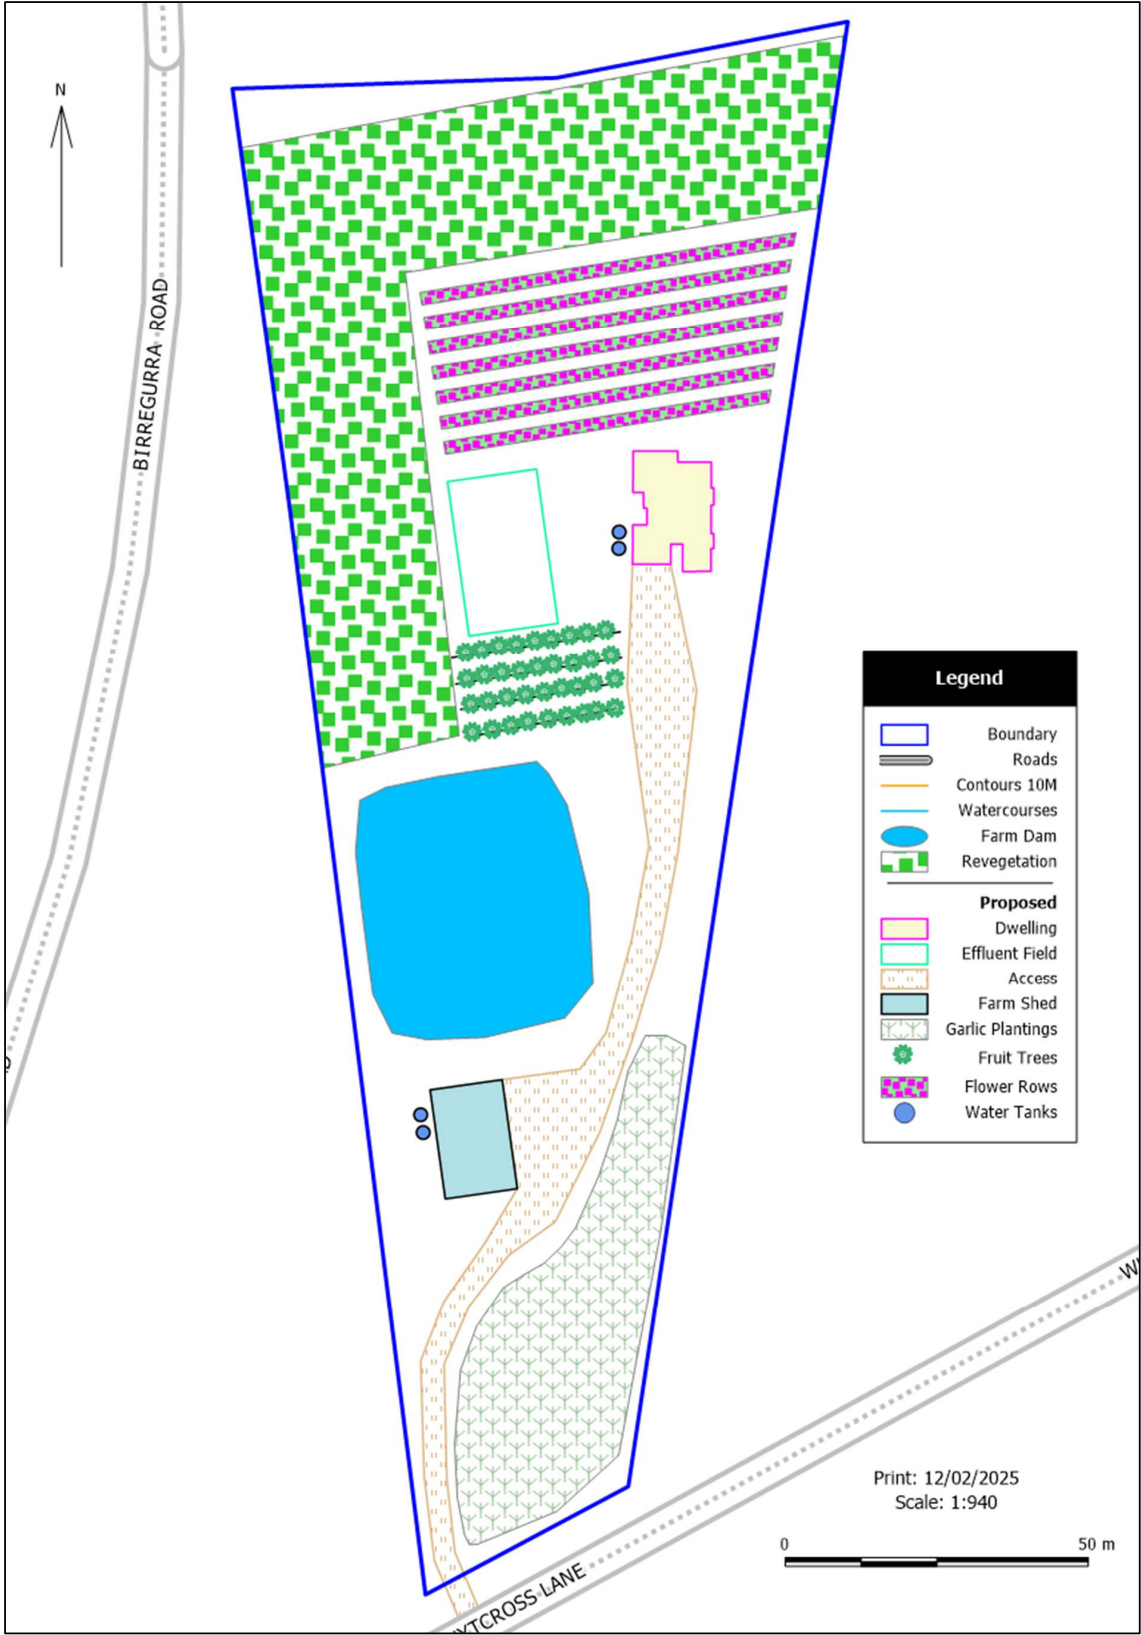 N
BIRREGURRA ROAD
Legend
Boundary
Roads
Contours 10M
Watercourses
Farm Dam
Revegetation
Proposed
Dwelling
Effluent Field
Access
Farm Shed
Garlic Plantings
Fruit Trees
Flower Rows
Water Tanks
Print: 12/02/2025
Scale: 1:940
0 50 m
LANE